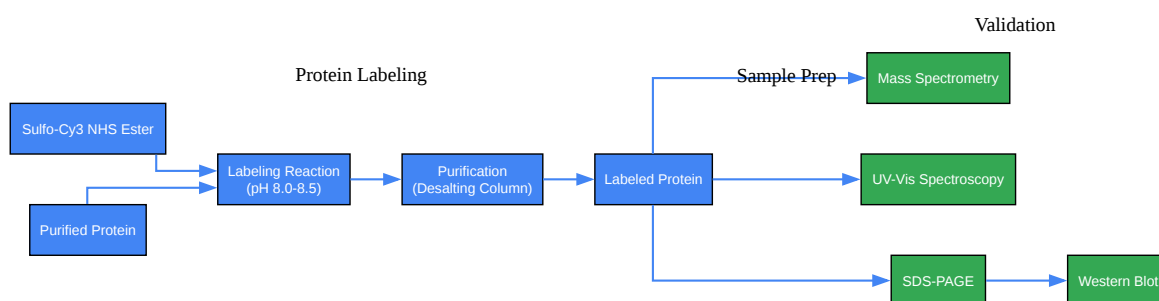 Validation
Protein Labeling
Sample Prep
Mass Spectrometry
Sulfo-Cy3 NHS Ester
Labeling Reaction
(pH 8.0-8.5)
Purification
(Desalting Column)
Labeled Protein
UV-Vis Spectroscopy
Purified Protein
SDS-PAGE
Western Blot